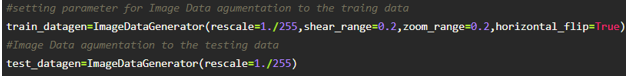 #setting parameter for Image Data agumentation to the traing data
train_datagen=ImageDataGenerator(rescale=1./255,shear_range=0.2,zoom_range=0.2,horizontal_flip=True)
#Image Data agumentation to the testing data
test_datagen=ImageDataGenerator(rescale=1./255)